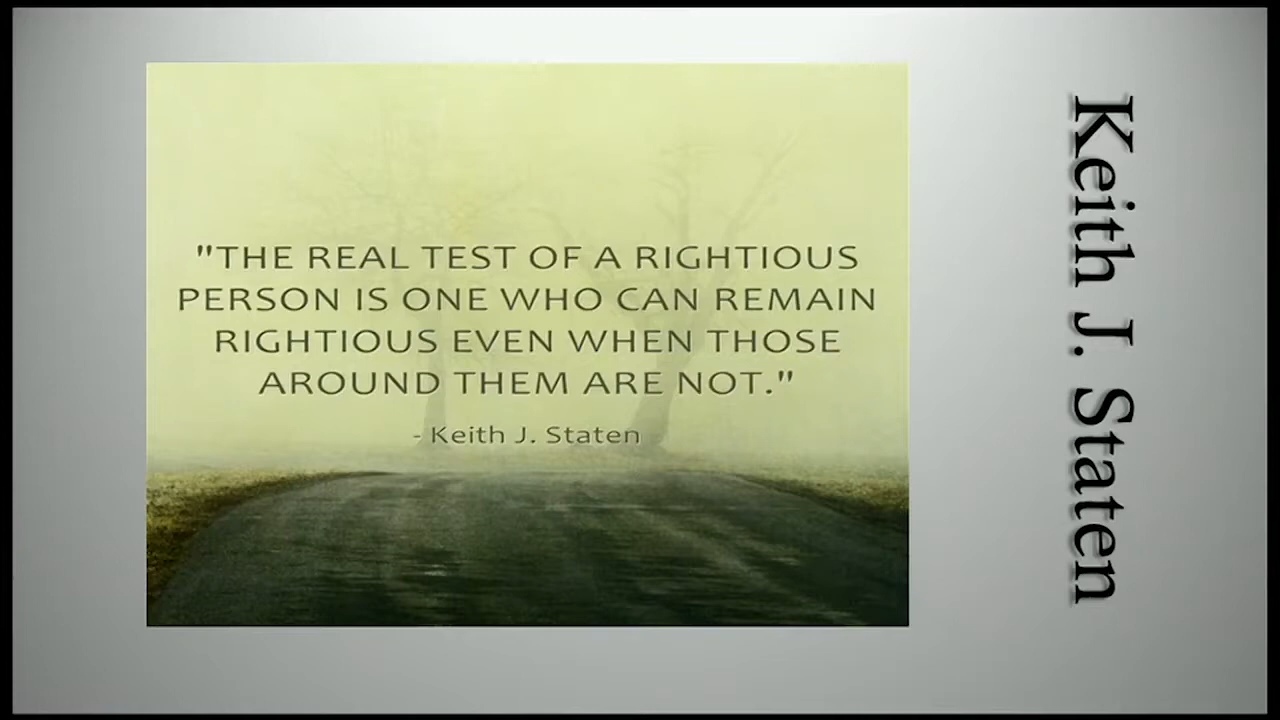 "THE REAL TEST OF A RIGHTIOUS
PERSON IS ONE WHO CAN REMAIN
RIGHTIOUS EVEN WHEN THOSE
AROUND THEM ARE NOT."
- Keith J. Staten
Keith J. Staten